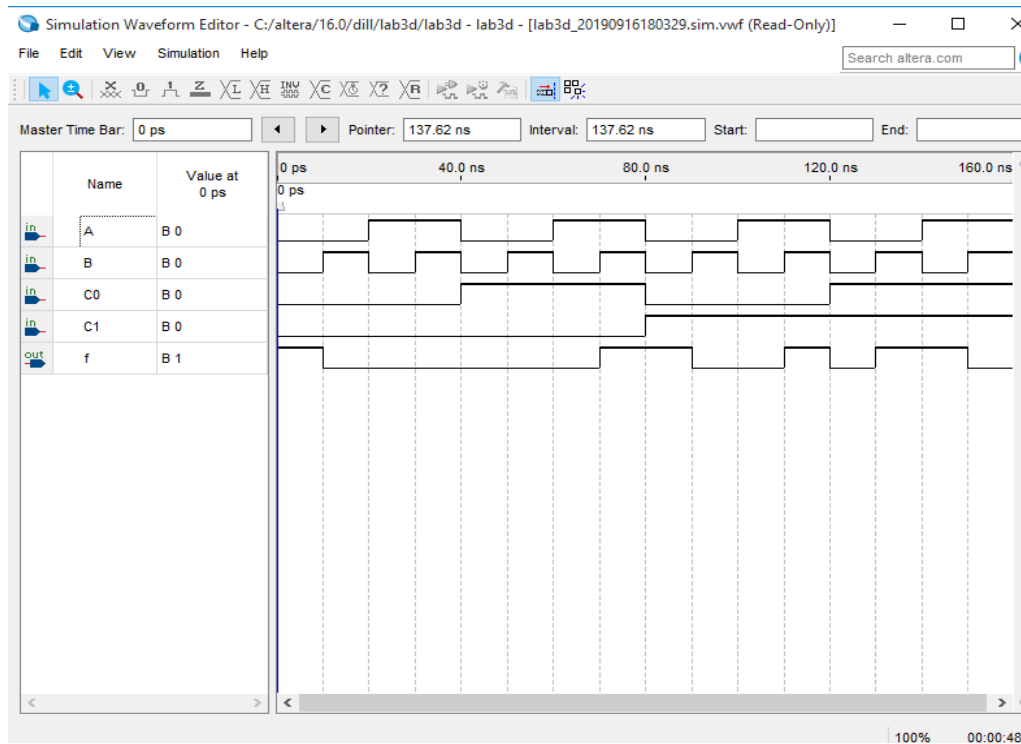 Simulation Waveform Editor - C:/altera/16.0/dill/lab3d/lab3d - lab3d - [lab3d_20190916180329.sim.vwf (Read-Only)]
File Edit View Simulation Help
Search altera.com
Master Time Bar: 0 ps Pointer: 137.62 ns Interval: 137.62 ns Start: End:
Name Value at 0 ps
0 ps 40.0 ns 80.0 ns 120.0 ns 160.0 ns
0 ps
in A B 0
in B B 0
in C0 B 0
in C1 B 0
out f B 1
100% 00:00:48